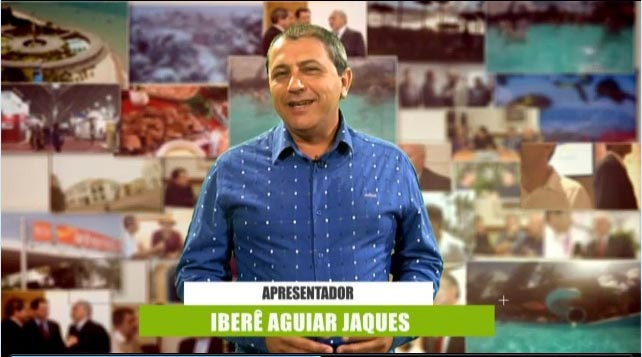 APRESENTADOR
IBERÊ AGUIAR JAQUES